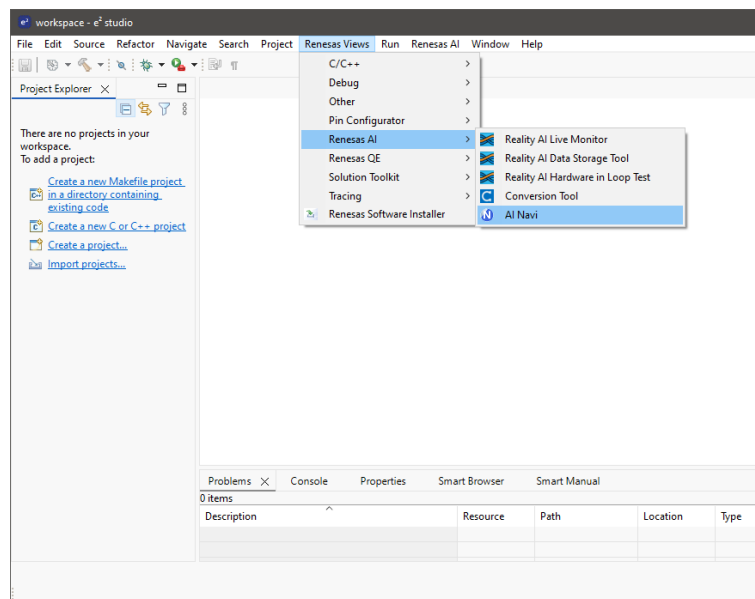 workspace - e² studio
File Edit Source Refactor Navigate Search Project Renesas Views Run Renesas AI Window Help
Project Explorer
There are no projects in your
workspace.
To add a project:
Create a new Makefile project
in a directory containing
existing code
Create a new C or C++ project
Create a project...
Import projects...
C/C++
Debug
Other
Pin Configurator
Renesas AI
Renesas QE
Solution Toolkit
Tracing
Renesas Software Installer
Reality AI Live Monitor
Reality AI Data Storage Tool
Reality AI Hardware in Loop Test
Conversion Tool
AI Navi
Problems Console Properties Smart Browser Smart Manual
0 items
Description Resource Path Location Type